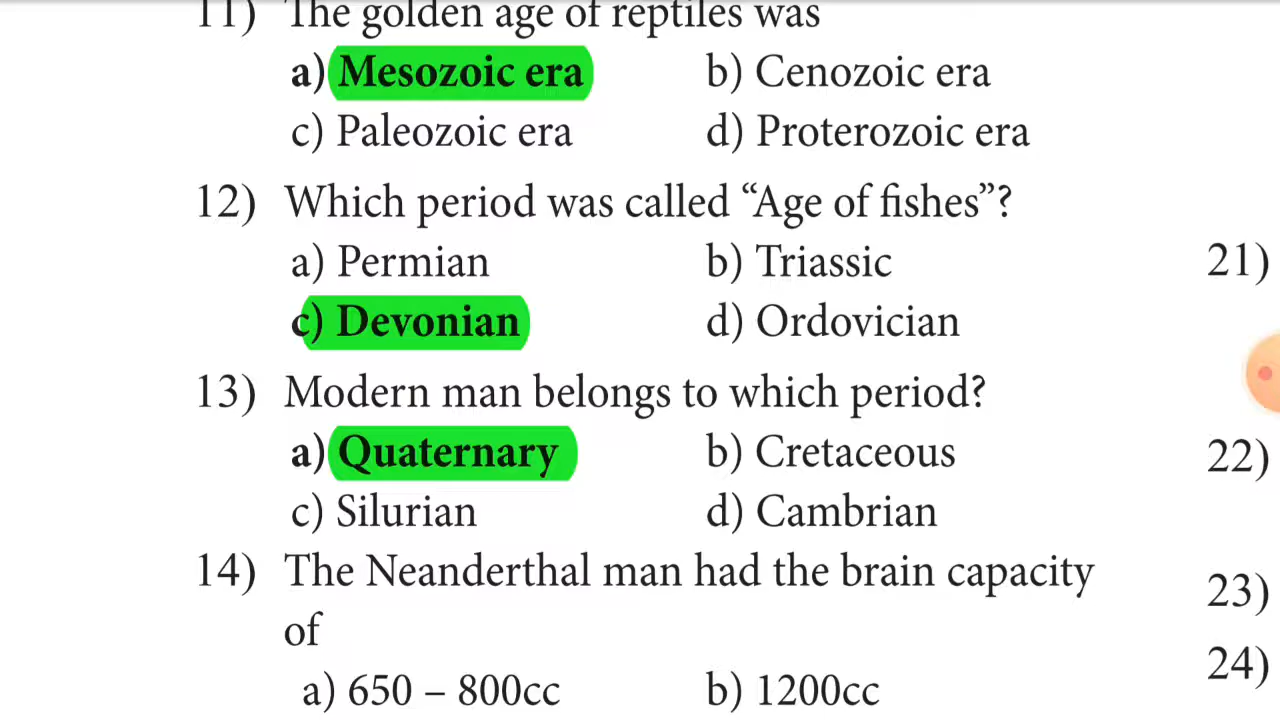 11) The golden age of reptiles was
a) Mesozoic era b) Cenozoic era
c) Paleozoic era d) Proterozoic era
12) Which period was called “Age of fishes”?
a) Permian b) Triassic
21)
c) Devonian d) Ordovician
13) Modern man belongs to which period?
a) Quaternary b) Cretaceous
22)
c) Silurian d) Cambrian
14) The Neanderthal man had the brain capacity
23)
of
24)
a) 650 – 800cc b) 1200cc